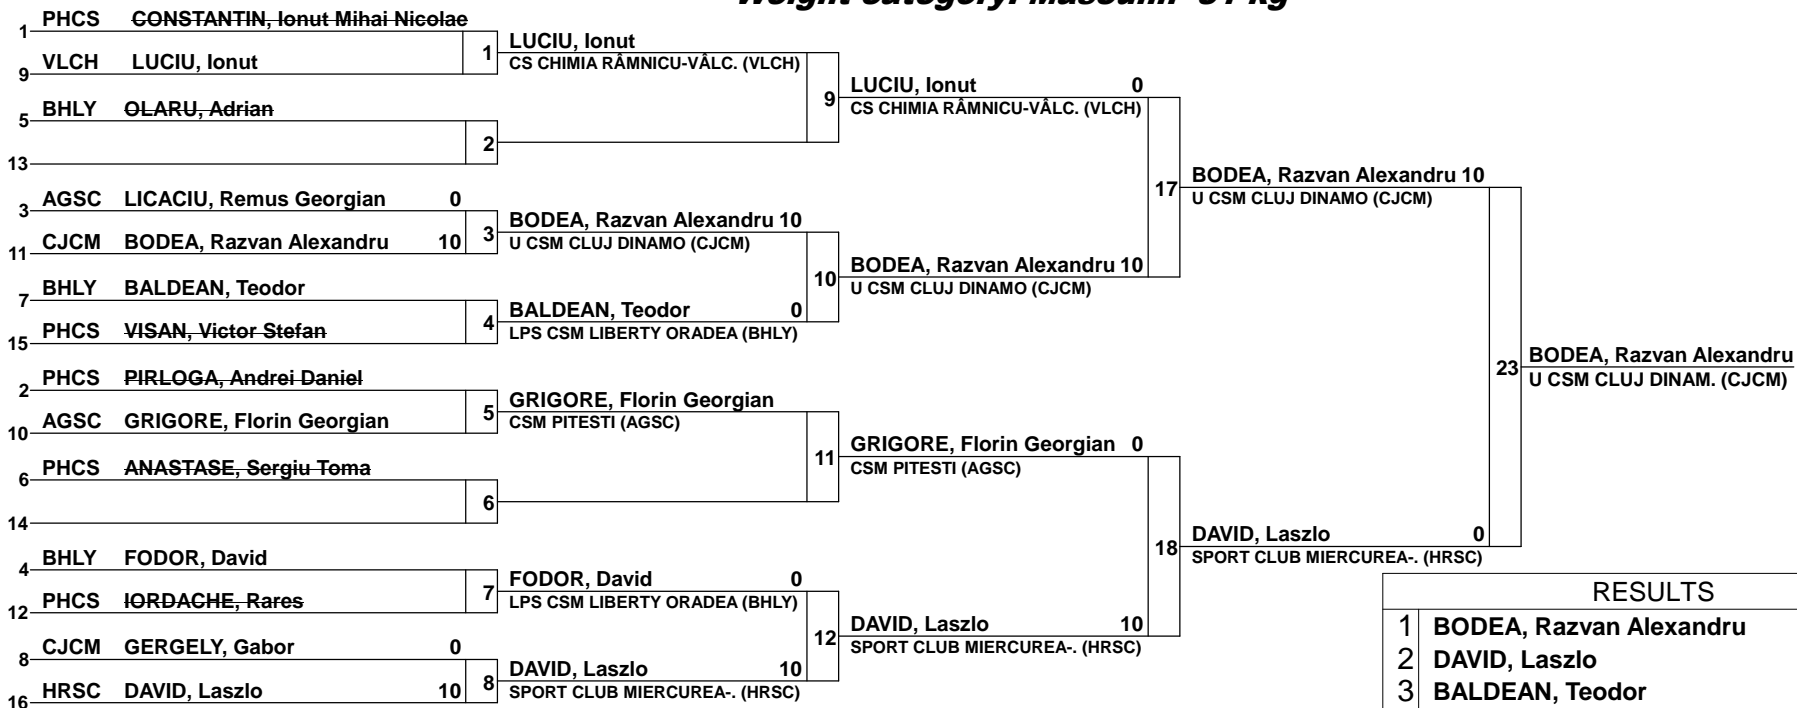 PHCS CONSTANTIN, Ionut Mihai Nicolae
1
VLCH LUCIU, Ionut
9
1
LUCIU, Ionut
CS CHIMIA RÂMNICU-VÂLC. (VLCH)
BHLY OLARU, Adrian
5
13
2
9
LUCIU, Ionut 0
CS CHIMIA RÂMNICU-VÂLC. (VLCH)
AGSC LICACIU, Remus Georgian 0
3
CJCM BODEA, Razvan Alexandru 10
11
3
BODEA, Razvan Alexandru 10
U CSM CLUJ DINAMO (CJCM)
BHLY BALDEAN, Teodor
7
PHCS VISAN, Victor Stefan
15
4
BALDEAN, Teodor 0
LPS CSM LIBERTY ORADEA (BHLY)
10
BODEA, Razvan Alexandru 10
U CSM CLUJ DINAMO (CJCM)
17
BODEA, Razvan Alexandru 10
U CSM CLUJ DINAMO (CJCM)
PHCS PIRLOGA, Andrei Daniel
2
AGSC GRIGORE, Florin Georgian
10
5
GRIGORE, Florin Georgian
CSM PITESTI (AGSC)
PHCS ANASTASE, Sergiu Toma
6
14
6
11
GRIGORE, Florin Georgian 0
CSM PITESTI (AGSC)
BHLY FODOR, David
4
PHCS IORDACHE, Rares
12
7
FODOR, David 0
LPS CSM LIBERTY ORADEA (BHLY)
CJCM GERGELY, Gabor 0
8
HRSC DAVID, Laszlo 10
16
8
DAVID, Laszlo 10
SPORT CLUB MIERCUREA-. (HRSC)
12
DAVID, Laszlo 10
SPORT CLUB MIERCUREA-. (HRSC)
18
DAVID, Laszlo 0
SPORT CLUB MIERCUREA-. (HRSC)
23
BODEA, Razvan Alexandru
U CSM CLUJ DINAM. (CJCM)
RESULTS
1 BODEA, Razvan Alexandru
2 DAVID, Laszlo
3 BALDEAN, Teodor